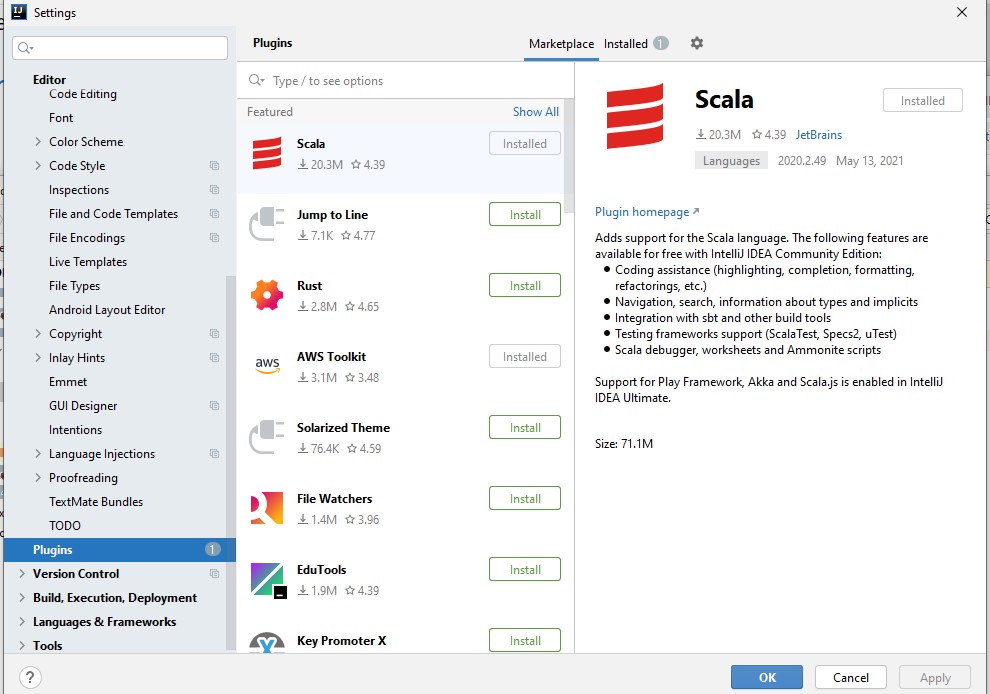 Settings
Plugins
Marketplace
Installed 1
Editor
Code Editing
Font
Color Scheme
Code Style
Inspections
File and Code Templates
File Encodings
Live Templates
File Types
Android Layout Editor
Copyright
Inlay Hints
Emmet
GUI Designer
Intentions
Language Injections
Proofreading
TextMate Bundles
TODO
Plugins 1
Version Control
Build, Execution, Deployment
Languages & Frameworks
Tools
Type / to see options
Featured Show All
Scala Installed
20.3M 4.39
Jump to Line Install
7.1K 4.77
Rust Install
2.8M 4.65
aws
AWS Toolkit Installed
3.1M 3.48
Solarized Theme Install
76.4K 4.59
File Watchers Install
1.4M 3.96
EduTools Install
1.9M 4.39
Key Promoter X Install
Scala Installed
20.3M 4.39 JetBrains
Languages 2020.2.49 May 13, 2021
Plugin homepage
Adds support for the Scala language. The following features are
available for free with IntelliJ IDEA Community Edition:
Coding assistance (highlighting, completion, formatting,
refactorings, etc.)
Navigation, search, information about types and implicits
Integration with sbt and other build tools
Testing frameworks support (ScalaTest, Specs2, uTest)
Scala debugger, worksheets and Ammonite scripts
Support for Play Framework, Akka and Scala.js is enabled in IntelliJ
IDEA Ultimate.
Size: 71.1M
?
OK
Cancel
Apply